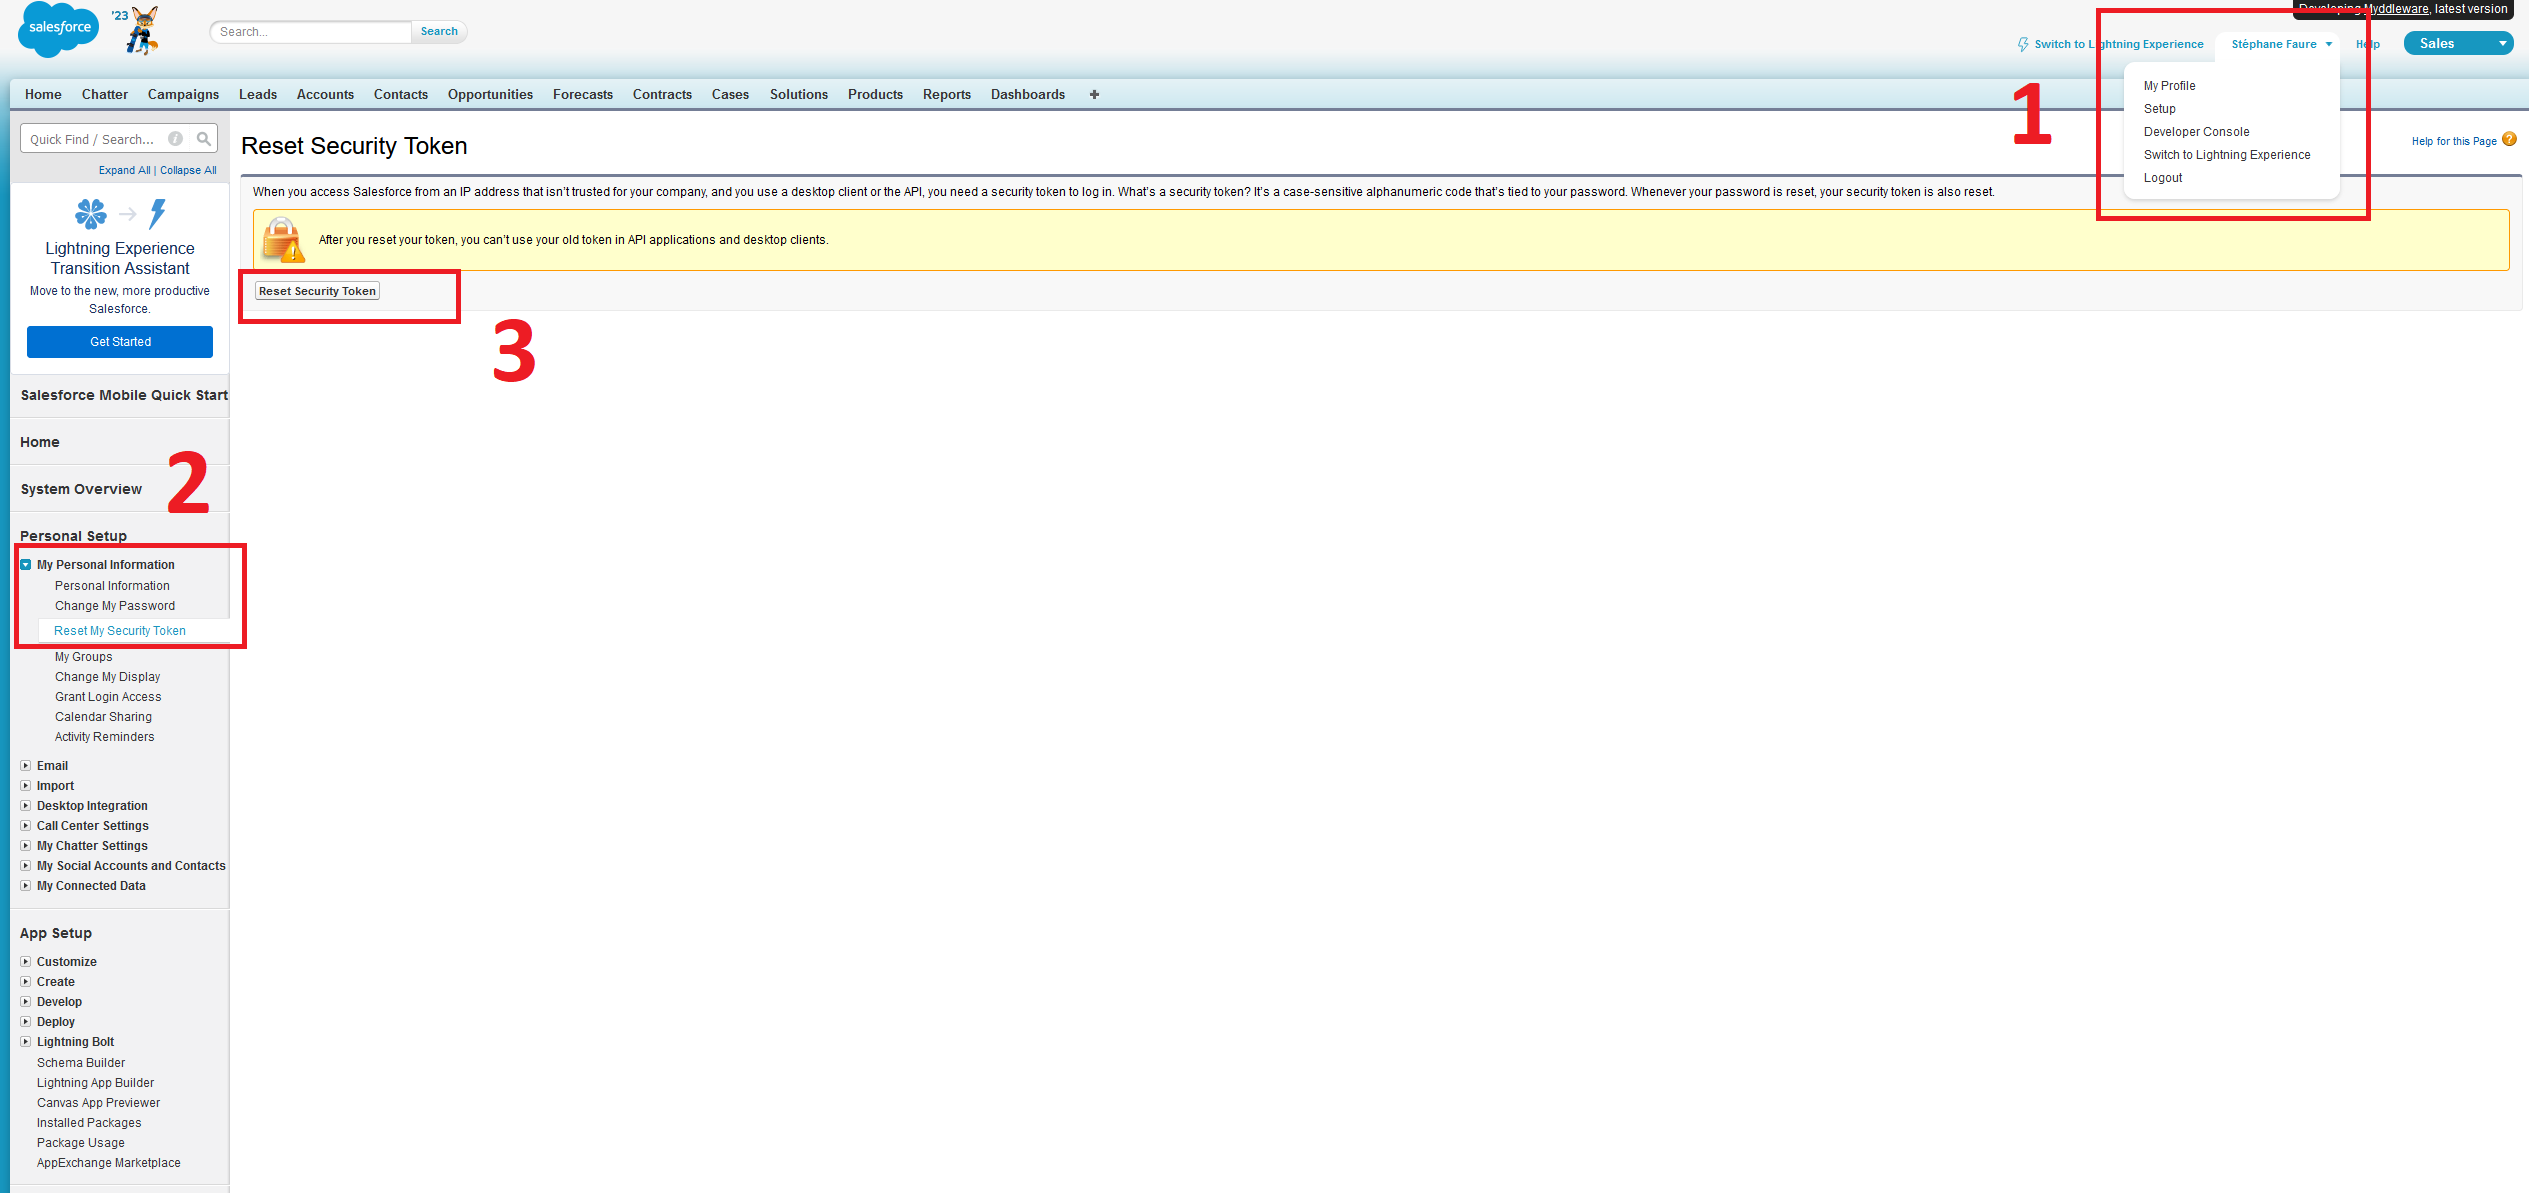 salesforce
'23
Search...
Search
Developing Myddleware, latest version
Switch to Lightning Experience
Stéphane Faure
Help
Sales
Home Chatter Campaigns Leads Accounts Contacts Opportunities Forecasts Contracts Cases Solutions Products Reports Dashboards +
1
My Profile
Setup
Developer Console
Switch to Lightning Experience
Logout
Quick Find / Search...
Expand All | Collapse All
Lightning Experience
Transition Assistant
Move to the new, more productive
Salesforce.
Get Started
Salesforce Mobile Quick Start
Home
System Overview
2
Personal Setup
My Personal Information
Personal Information
Change My Password
Reset My Security Token
My Groups
Change My Display
Grant Login Access
Calendar Sharing
Activity Reminders
Email
Import
Desktop Integration
Call Center Settings
My Chatter Settings
My Social Accounts and Contacts
My Connected Data
App Setup
Customize
Create
Develop
Deploy
Lightning Bolt
Schema Builder
Lightning App Builder
Canvas App Previewer
Installed Packages
Package Usage
AppExchange Marketplace
Reset Security Token
Help for this Page
When you access Salesforce from an IP address that isn't trusted for your company, and you use a desktop client or the API, you need a security token to log in. What's a security token? It's a case-sensitive alphanumeric code that's tied to your password. Whenever your password is reset, your security token is also reset.
After you reset your token, you can't use your old token in API applications and desktop clients.
Reset Security Token
3